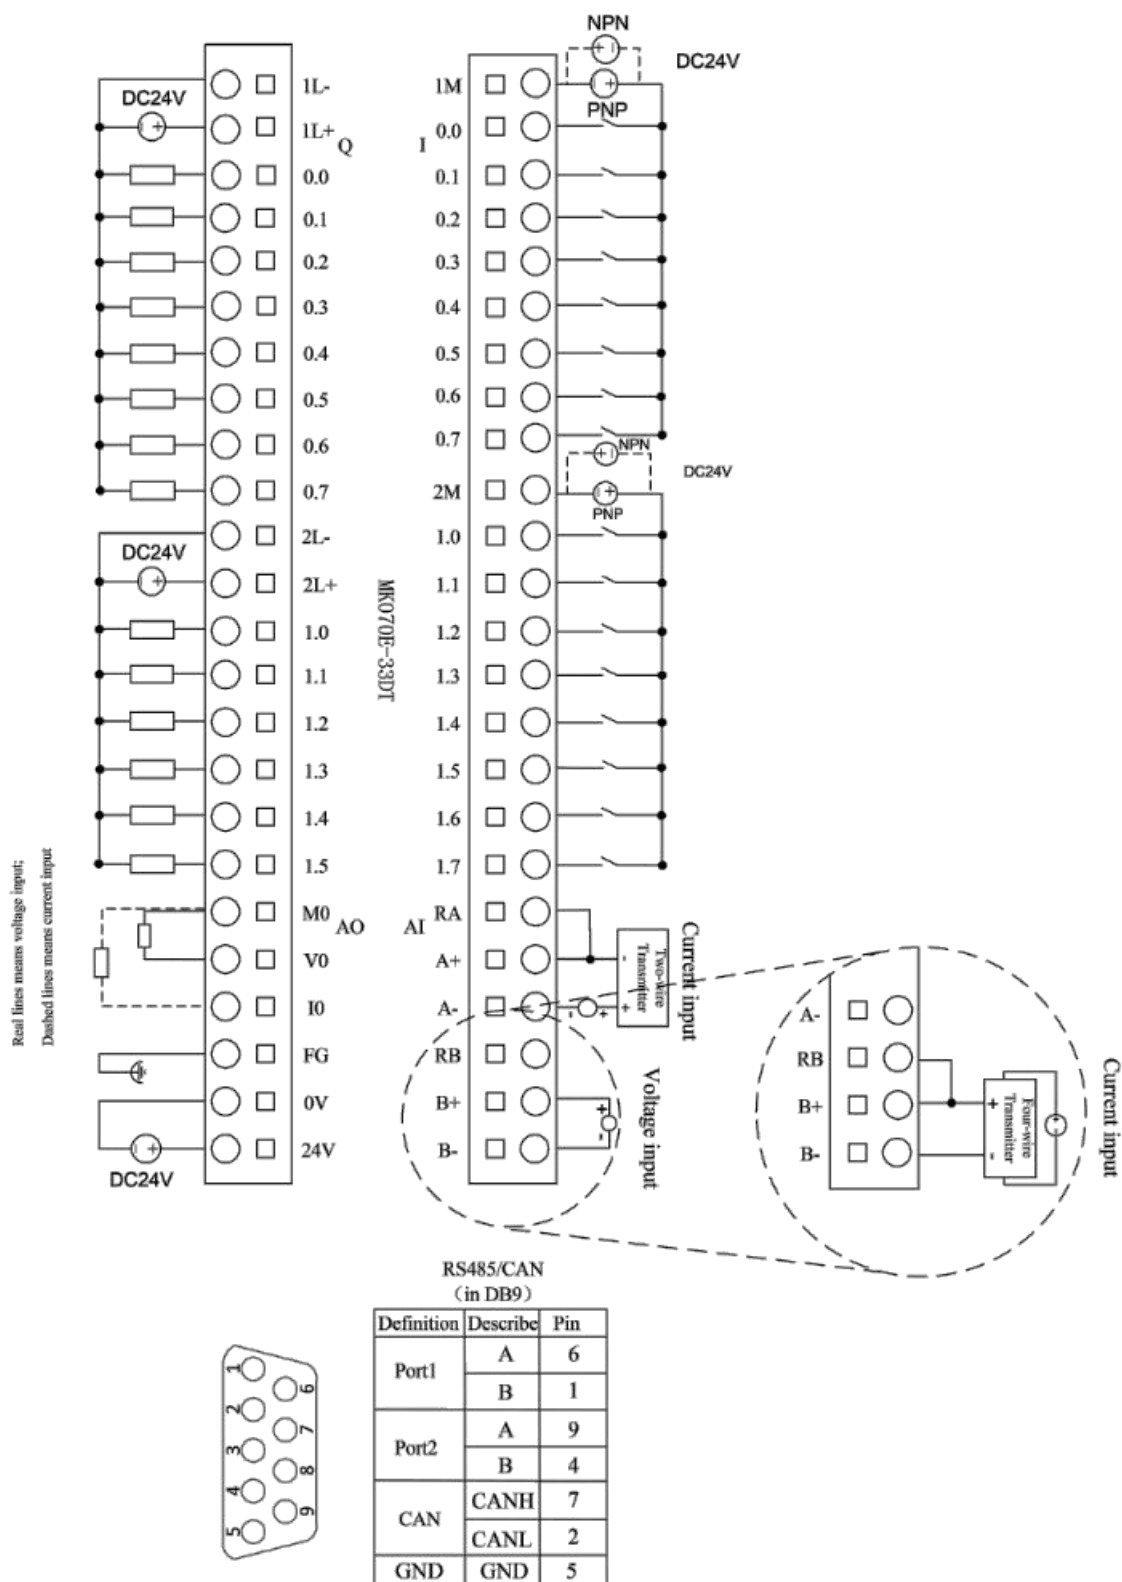 NPN
DC24V
PNP
DC24V
1L-
1L+
Q
0.0
0.1
0.2
0.3
0.4
0.5
0.6
0.7
2L-
DC24V
2L+
1.0
1.1
1.2
1.3
1.4
1.5
M0
AO
V0
I0
FG
0V
24V
DC24V
MK070E-33DT
1M
I
0.0
0.1
0.2
0.3
0.4
0.5
0.6
0.7
NPN
DC24V
2M
PNP
1.0
1.1
1.2
1.3
1.4
1.5
1.6
1.7
AI
RA
A+
A-
RB
B+
B-
Two-wire
Transmitter
Current input
Voltage input
A-
RB
B+
B-
Four-wire
Transmitter
Current input
Real lines means voltage input;
Dashed lines means current input
RS485/CAN
(in DB9)
Definition Describe Pin
Port1 A 6
B 1
Port2 A 9
B 4
CAN CANH 7
CANL 2
GND GND 5
1
2
3
4
5
6
7
8
9